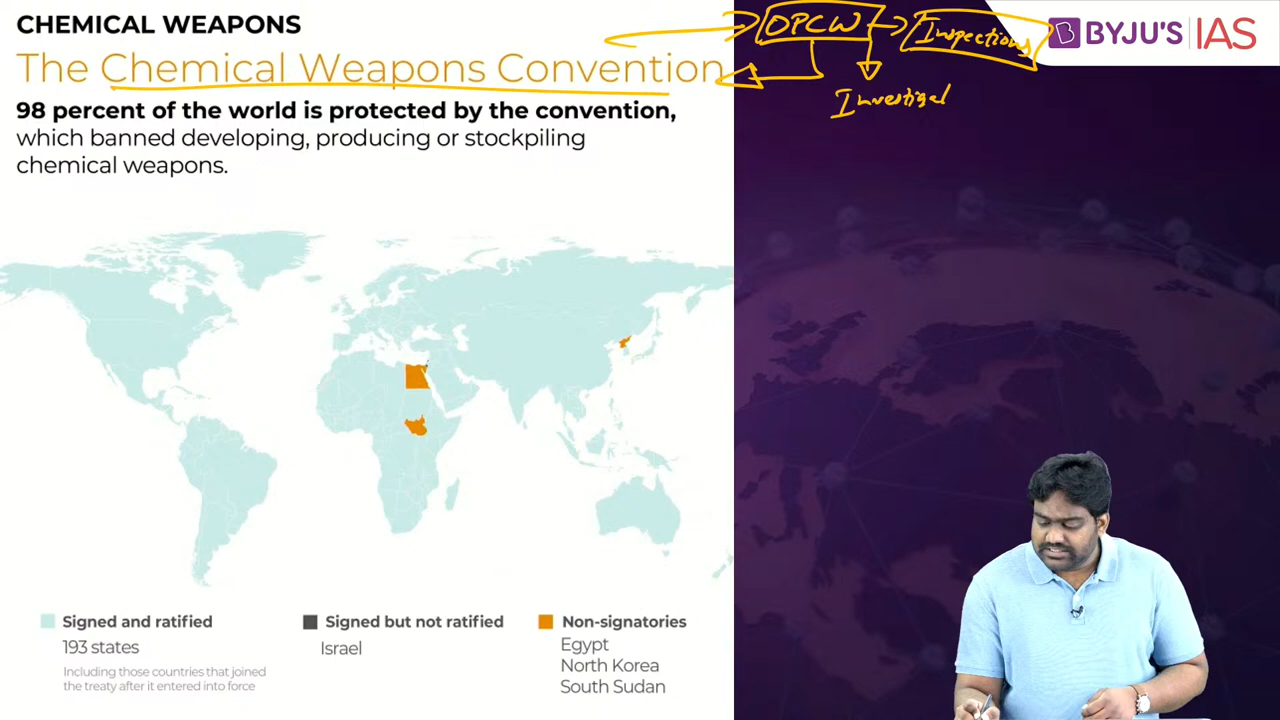 CHEMICAL WEAPONS
The Chemical Weapons Convention
98 percent of the world is protected by the convention,
which banned developing, producing or stockpiling
chemical weapons.
OPCW
Inspections
Investigat
BYJU'S IAS
Signed and ratified
193 states
Including those countries that joined
the treaty after it entered into force
Signed but not ratified
Israel
Non-signatories
Egypt
North Korea
South Sudan